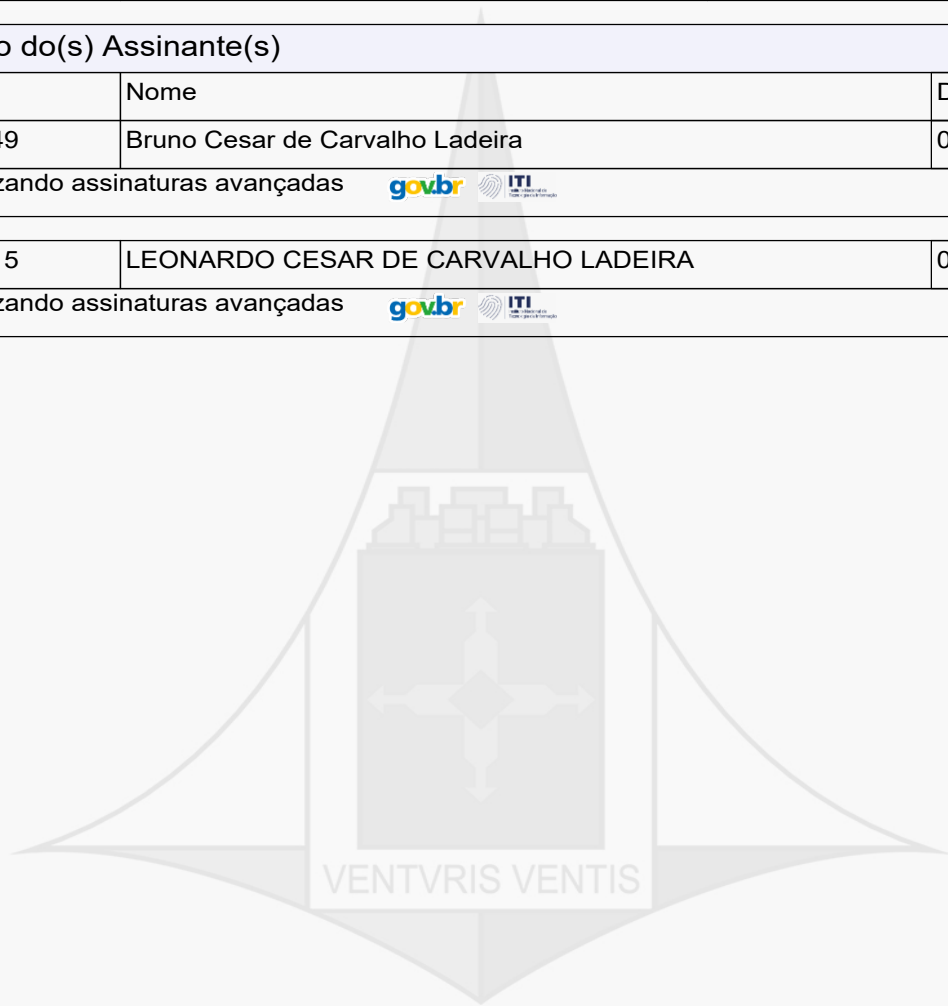 o do(s) Assinante(s)
Nome D
49 Bruno Cesar de Carvalho Ladeira 0
zando assinaturas avançadas gov.br ITI
15 LEONARDO CESAR DE CARVALHO LADEIRA 0
zando assinaturas avançadas gov.br ITI
VENTVRIS VENTIS